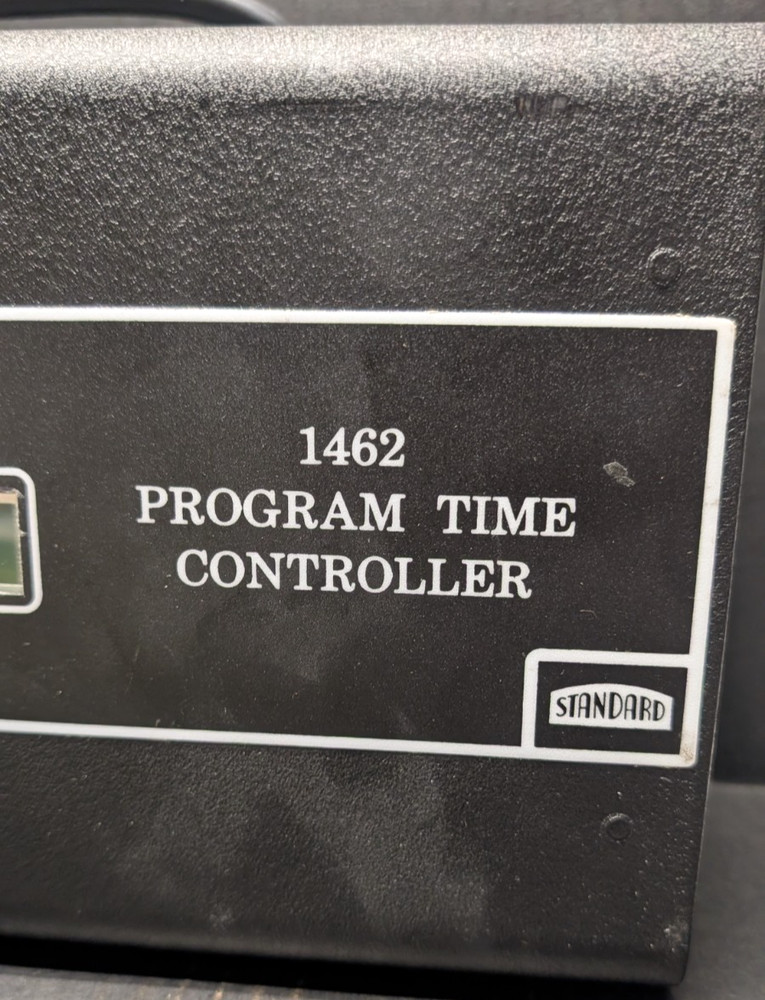 1462
PROGRAM TIME
CONTROLLER
STANDARD